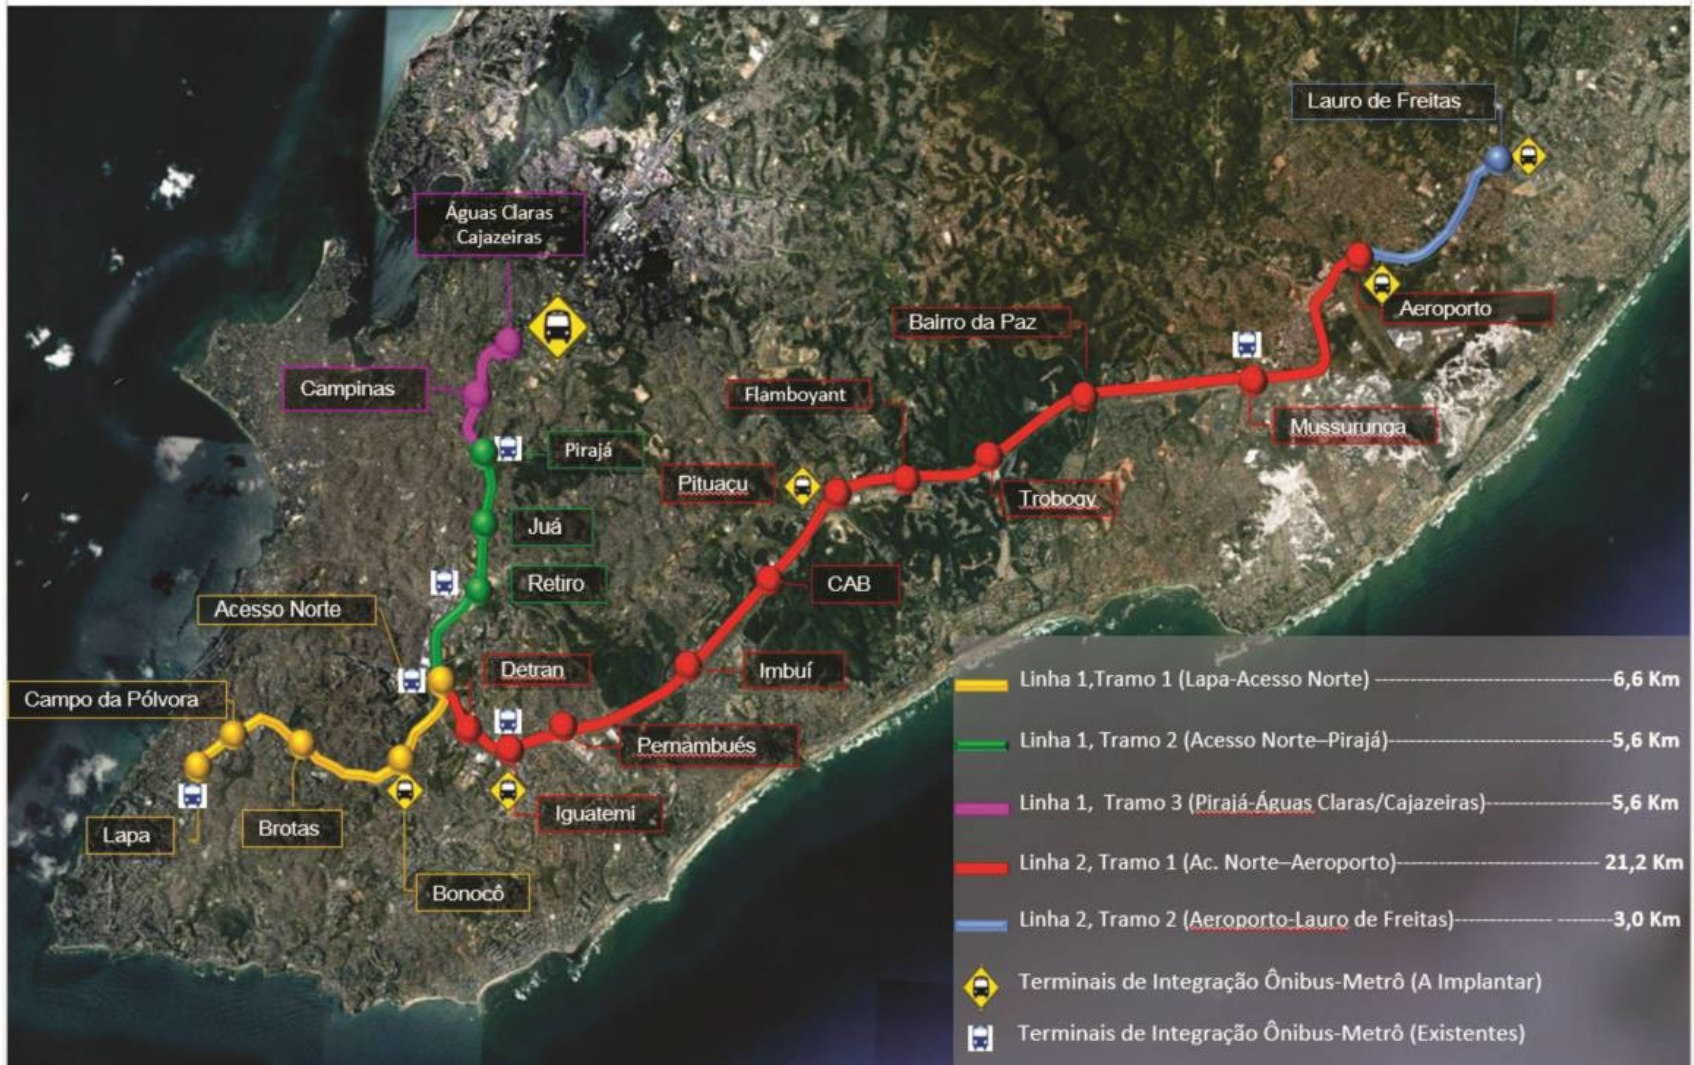 Lauro de Freitas
Águas Claras
Cajazeiras
Aeroporto
Bairro da Paz
Campinas
Flamboyant
Mussurunga
Pirajá
Pituaçu
Trobogy
Juá
Retiro
CAB
Acesso Norte
Detran
Imbuí
Campo da Pólvora
Pernambués
Iguatemi
Lapa
Brotas
Bonocô
Linha 1,Tramo 1 (Lapa-Acesso Norte) 6,6 Km
Linha 1, Tramo 2 (Acesso Norte–Pirajá) 5,6 Km
Linha 1, Tramo 3 (Pirajá-Águas Claras/Cajazeiras) 5,6 Km
Linha 2, Tramo 1 (Ac. Norte–Aeroporto) 21,2 Km
Linha 2, Tramo 2 (Aeroporto-Lauro de Freitas) 3,0 Km
Terminais de Integração Ônibus-Metrô (A Implantar)
Terminais de Integração Ônibus-Metrô (Existentes)